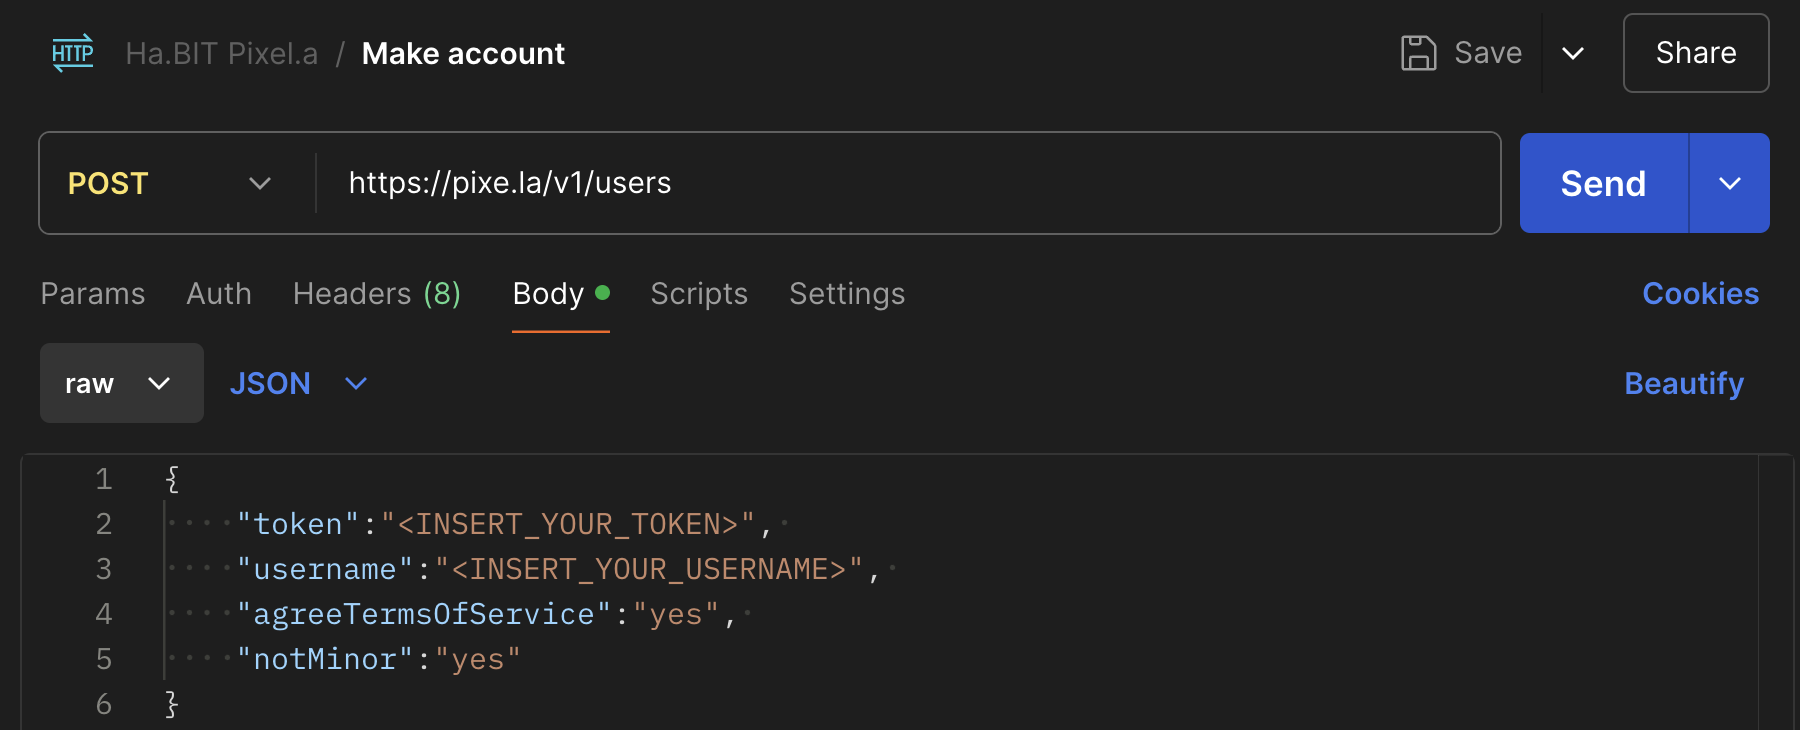 HTTP Ha.BIT Pixel.a / Make account Save Share
POST https://pixe.la/v1/users Send
Params Auth Headers (8) Body Scripts Settings Cookies
raw JSON Beautify
1 {
2 "token":"<INSERT_YOUR_TOKEN>",
3 "username":"<INSERT_YOUR_USERNAME>",
4 "agreeTermsOfService":"yes",
5 "notMinor":"yes"
6 }